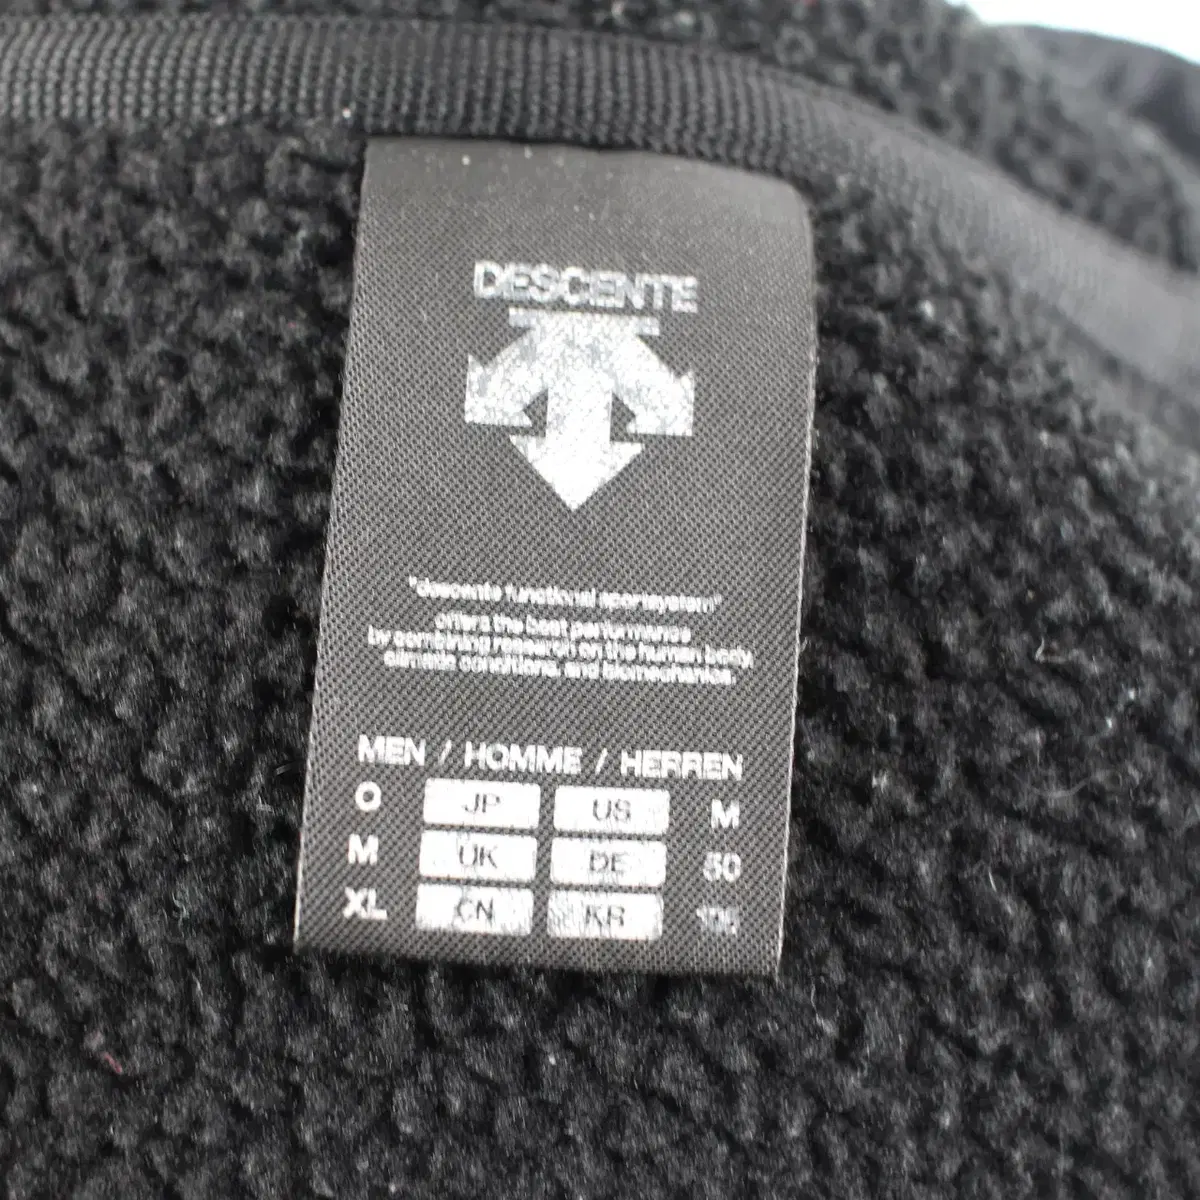 DESCENTE
"descente functional sportsystem"
offers the best performance
by combining research on the human body,
climate conditions, and biomechanics.
MEN / HOMME / HERREN
O JP US M
M UK DE 50
XL CN KR 105